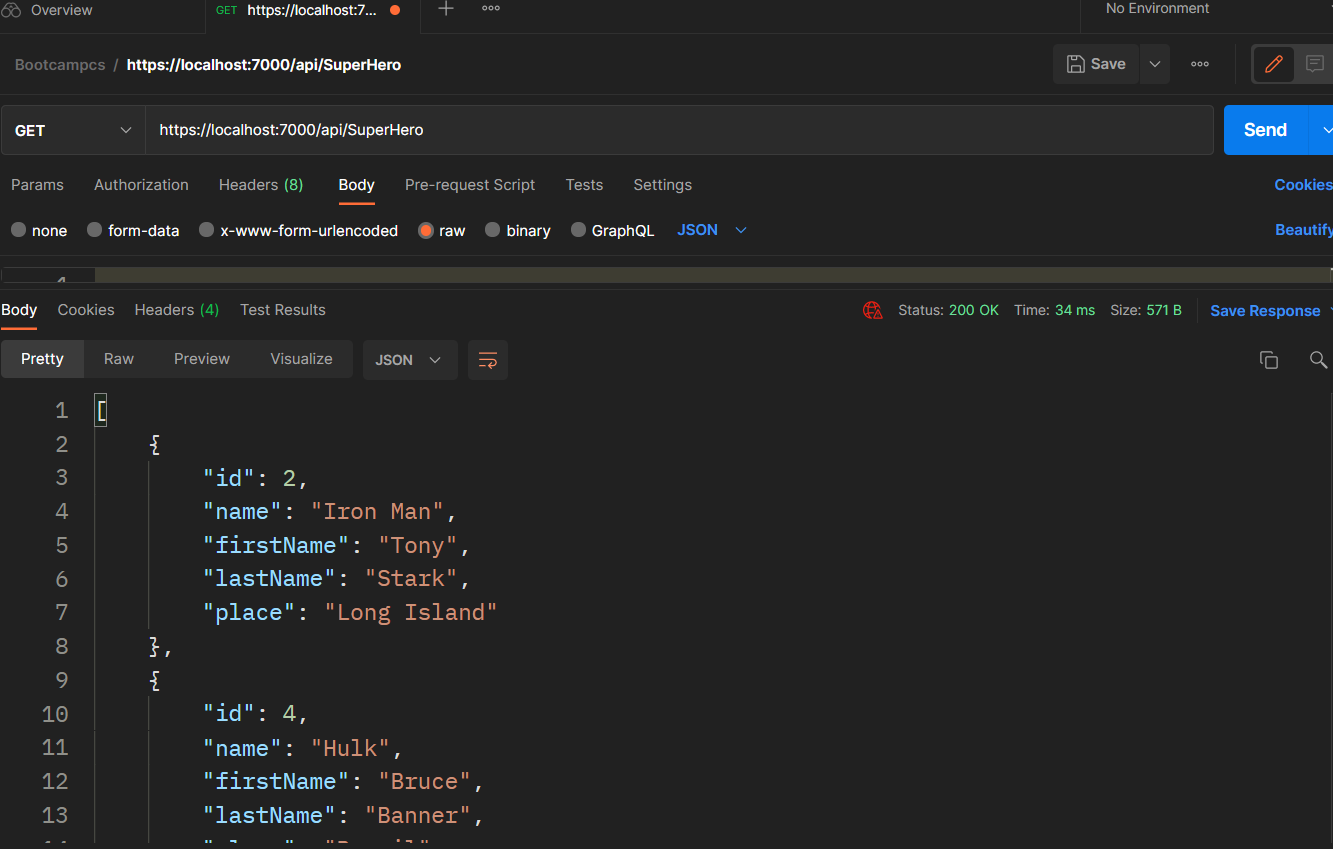 Overview
GET https://localhost:7...
No Environment
Bootcampcs / https://localhost:7000/api/SuperHero
Save
GET
https://localhost:7000/api/SuperHero
Send
Params Authorization Headers (8) Body Pre-request Script Tests Settings Cookies
none form-data x-www-form-urlencoded raw binary GraphQL JSON Beautify
Body Cookies Headers (4) Test Results Status: 200 OK Time: 34 ms Size: 571 B Save Response
Pretty Raw Preview Visualize JSON
1 [
2 {
3 "id": 2,
4 "name": "Iron Man",
5 "firstName": "Tony",
6 "lastName": "Stark",
7 "place": "Long Island"
8 },
9 {
10 "id": 4,
11 "name": "Hulk",
12 "firstName": "Bruce",
13 "lastName": "Banner",